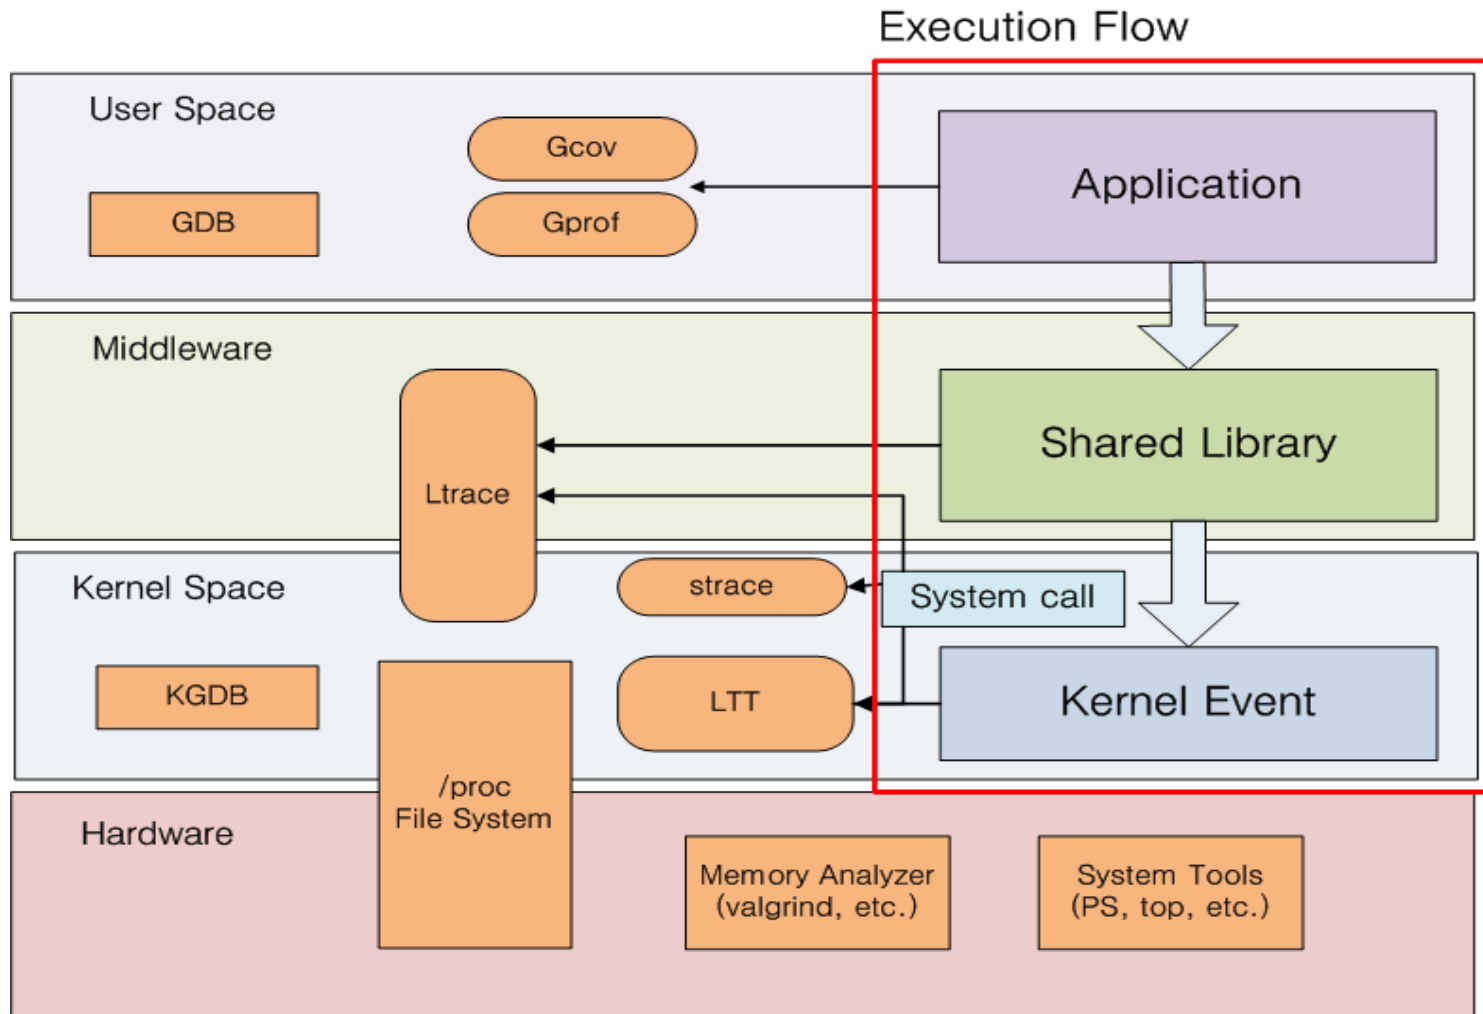 Execution Flow
User Space
Gcov
Application
GDB
Gprof
Middleware
Shared Library
Ltrace
Kernel Space
strace
System call
KGDB
LTT
Kernel Event
/proc
File System
Hardware
Memory Analyzer
(valgrind, etc.)
System Tools
(PS, top, etc.)